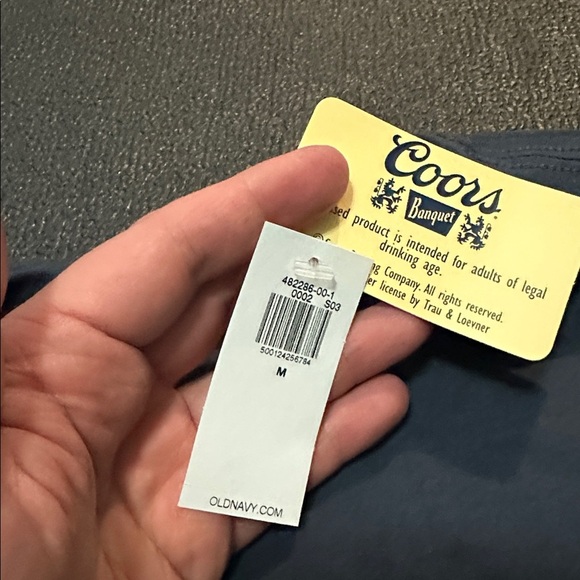 Coors
Banquet
product is intended for adults of legal
drinking age.
Company. All rights reserved.
license by Trau & Loevner
482286-00-1
0002 S03
500124256784
M
OLDNAVY.COM